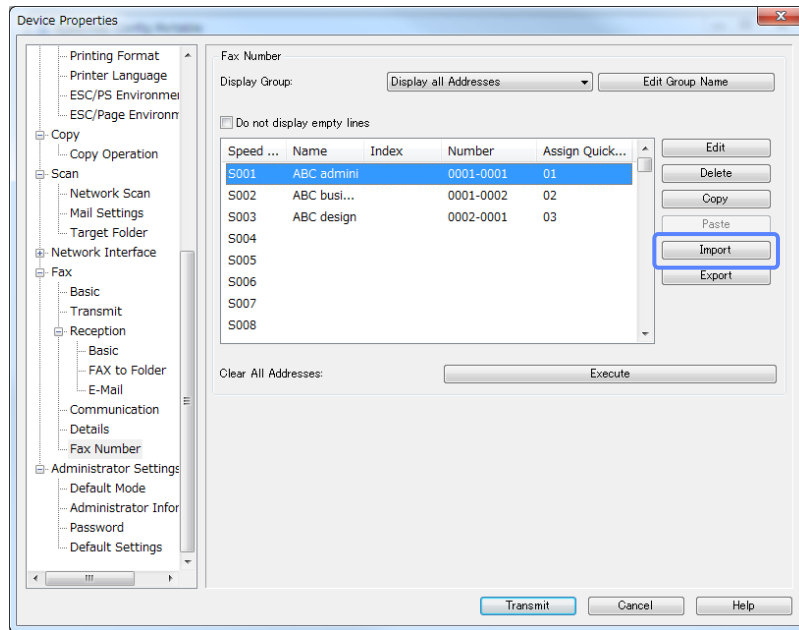 Device Properties
Printing Format
Printer Language
ESC/PS Environmer
ESC/Page Environm
Copy
Copy Operation
Scan
Network Scan
Mail Settings
Target Folder
Network Interface
Fax
Basic
Transmit
Reception
Basic
FAX to Folder
E-Mail
Communication
Details
Fax Number
Administrator Settings
Default Mode
Administrator Infor
Password
Default Settings
Fax Number
Display Group: Display all Addresses Edit Group Name
Do not display empty lines
Speed ... Name Index Number Assign Quick...
S001 ABC admini 0001-0001 01
S002 ABC busi... 0001-0002 02
S003 ABC design 0002-0001 03
S004
S005
S006
S007
S008
Edit
Delete
Copy
Paste
Import
Export
Clear All Addresses: Execute
Transmit Cancel Help